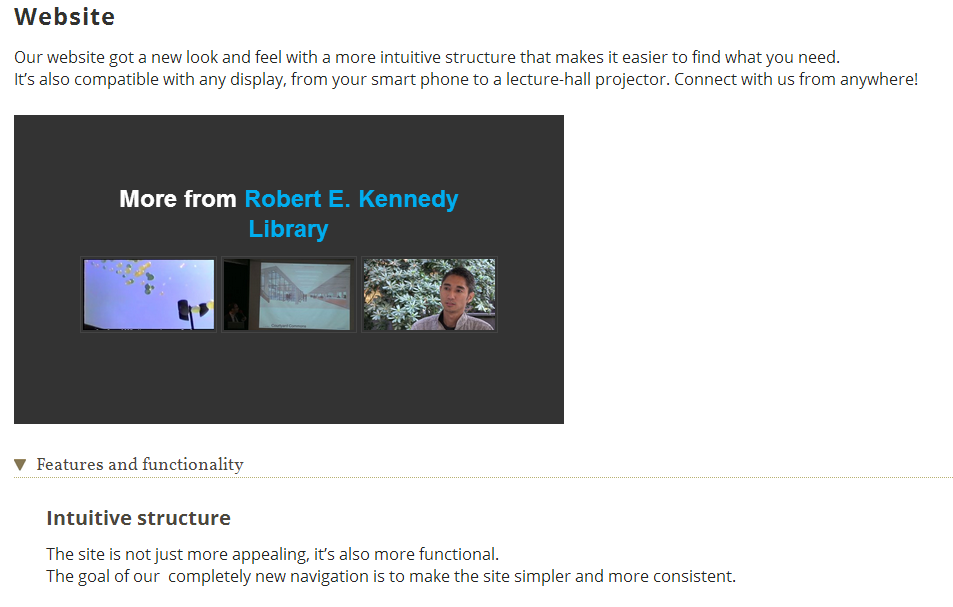 Website
Our website got a new look and feel with a more intuitive structure that makes it easier to find what you need.
It’s also compatible with any display, from your smart phone to a lecture-hall projector. Connect with us from anywhere!
More from Robert E. Kennedy
Library
Features and functionality
Intuitive structure
The site is not just more appealing, it’s also more functional.
The goal of our  completely new navigation is to make the site simpler and more consistent.